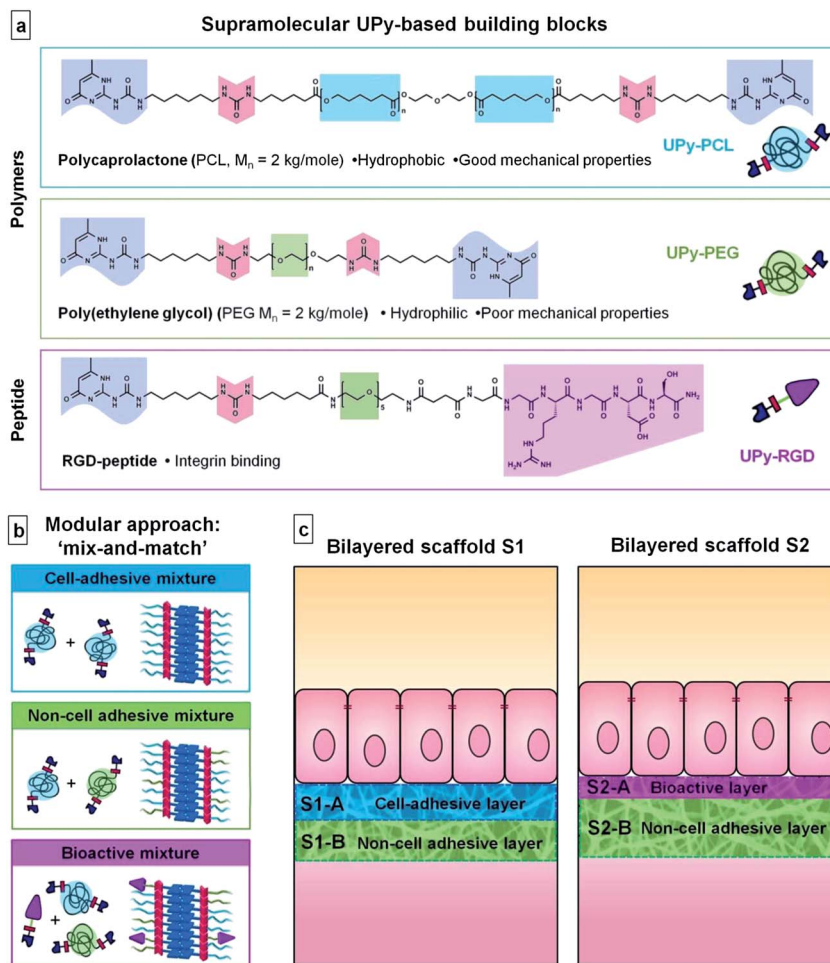 a
Supramolecular UPy-based building blocks
Polymers
UPy-PCL
Polycaprolactone (PCL, Mn = 2 kg/mole) •Hydrophobic •Good mechanical properties
UPy-PEG
Poly(ethylene glycol) (PEG Mn = 2 kg/mole) • Hydrophilic •Poor mechanical properties
Peptide
RGD-peptide • Integrin binding
UPy-RGD
b
Modular approach:
‘mix-and-match’
Cell-adhesive mixture
+
Non-cell adhesive mixture
+
Bioactive mixture
+
c
Bilayered scaffold S1
S1-A Cell-adhesive layer
S1-B Non-cell adhesive layer
Bilayered scaffold S2
S2-A Bioactive layer
S2-B Non-cell adhesive layer